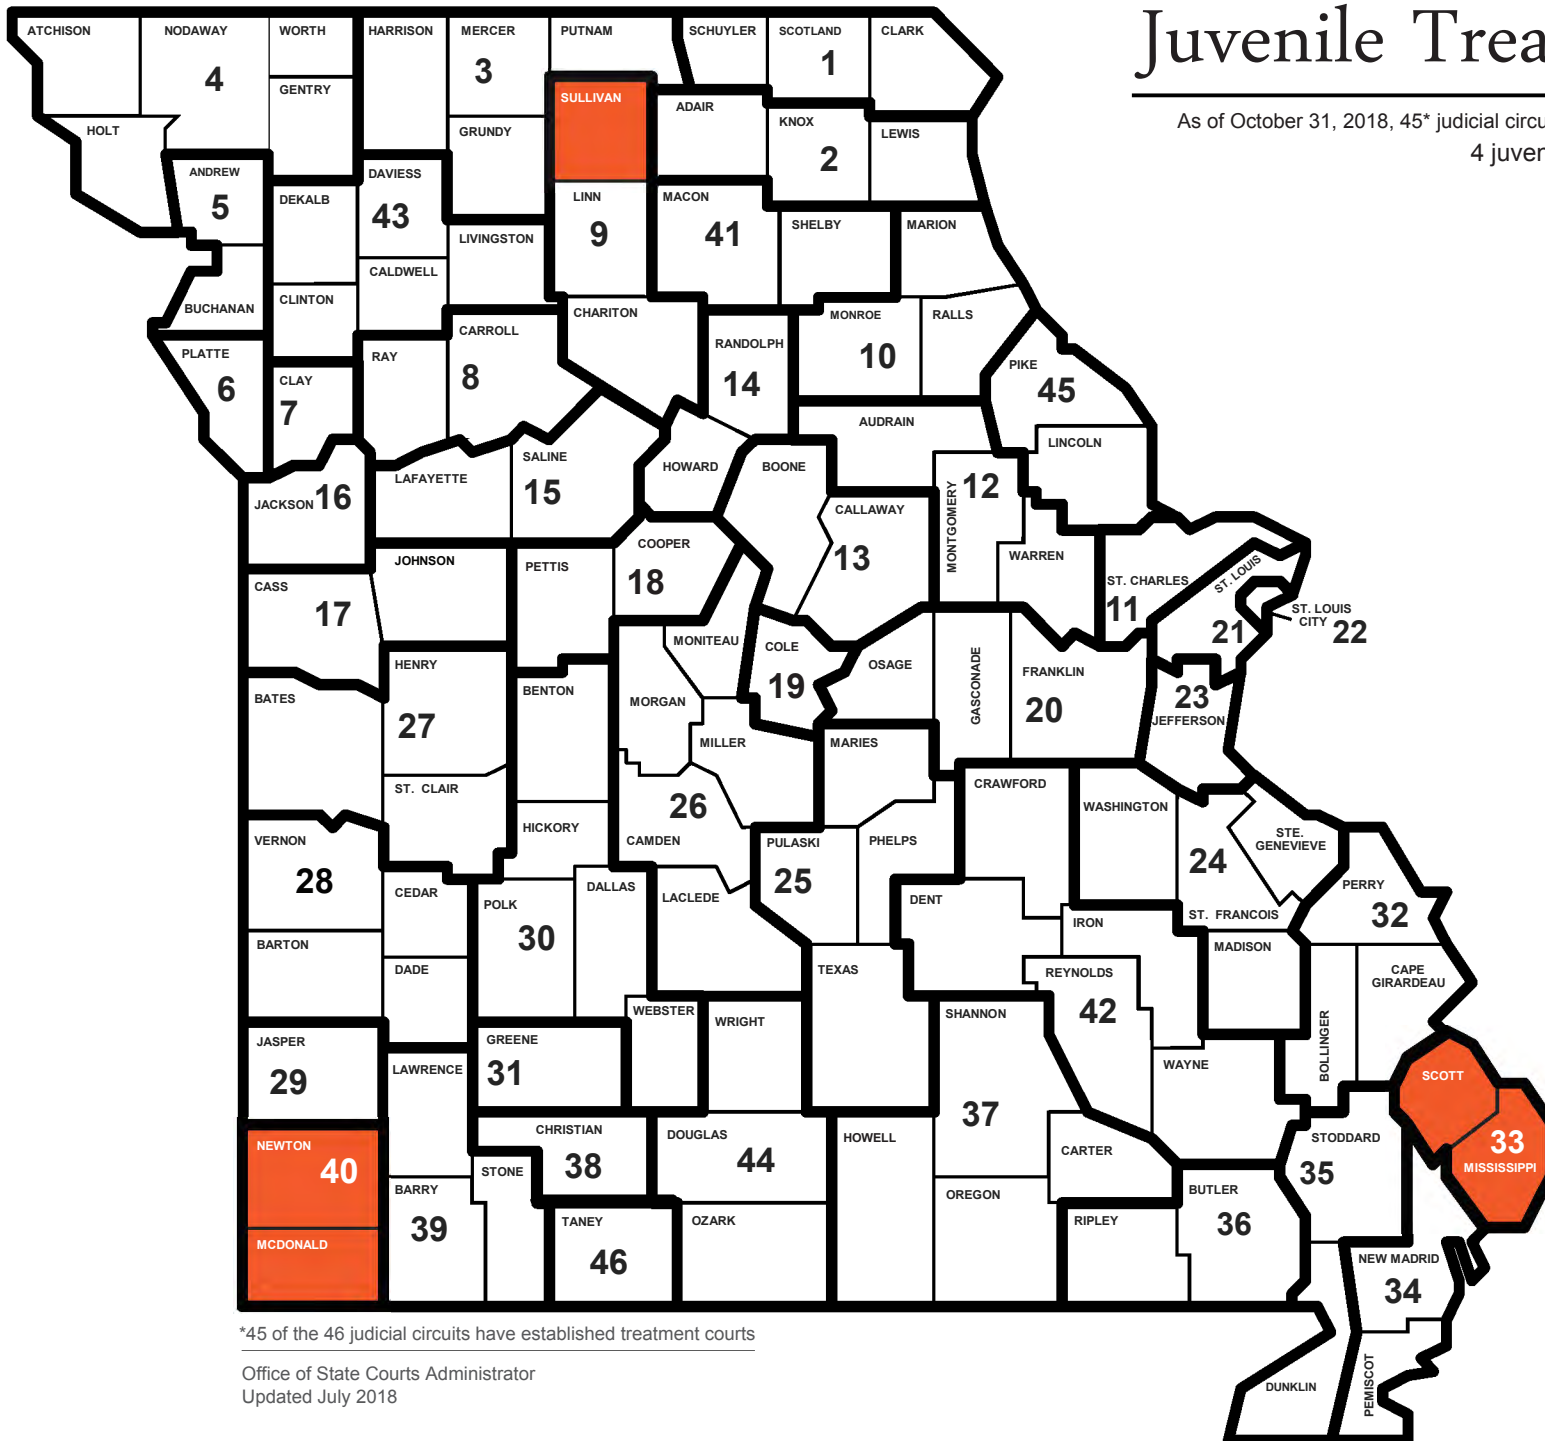 Juvenile Trea
As of October 31, 2018, 45* judicial circu
4 juven
ATCHISON
NODAWAY
4
WORTH
GENTRY
HARRISON
MERCER
3
GRUNDY
PUTNAM
SCHUYLER
SCOTLAND
1
CLARK
SULLIVAN
ADAIR
KNOX
2
LEWIS
HOLT
ANDREW
5
DEKALB
DAVIESS
43
LINN
9
MACON
41
SHELBY
MARION
LIVINGSTON
CALDWELL
BUCHANAN
CLINTON
CHARITON
CARROLL
8
RAY
RANDOLPH
14
MONROE
10
RALLS
PLATTE
6
CLAY
7
PIKE
45
AUDRAIN
LINCOLN
SALINE
15
HOWARD
BOONE
LAFAYETTE
JACKSON 16
CALLAWAY
13
MONTGOMERY
12
WARREN
ST. CHARLES
11
ST. LOUIS
21
ST. LOUIS
CITY 22
JOHNSON
PETTIS
COOPER
18
CASS
17
MONITEAU
COLE
19
OSAGE
GASCONADE
FRANKLIN
20
23
JEFFERSON
HENRY
27
BENTON
MORGAN
BATES
MILLER
MARIES
ST. CLAIR
CRAWFORD
WASHINGTON
26
CAMDEN
HICKORY
PULASKI
25
PHELPS
STE.
GENEVIEVE
24
ST. FRANCOIS
VERNON
28
CEDAR
POLK
30
DALLAS
LACLEDE
DENT
IRON
MADISON
PERRY
32
BARTON
DADE
TEXAS
REYNOLDS
42
CAPE
GIRARDEAU
BOLLINGER
WEBSTER
WRIGHT
SHANNON
JASPER
29
GREENE
31
LAWRENCE
WAYNE
SCOTT
37
33
MISSISSIPPI
NEWTON
40
CHRISTIAN
38
DOUGLAS
44
HOWELL
CARTER
STODDARD
35
STONE
BARRY
39
OREGON
BUTLER
36
RIPLEY
TANEY
46
OZARK
MCDONALD
NEW MADRID
34
PEMISCOT
DUNKLIN
*45 of the 46 judicial circuits have established treatment courts
Office of State Courts Administrator
Updated July 2018